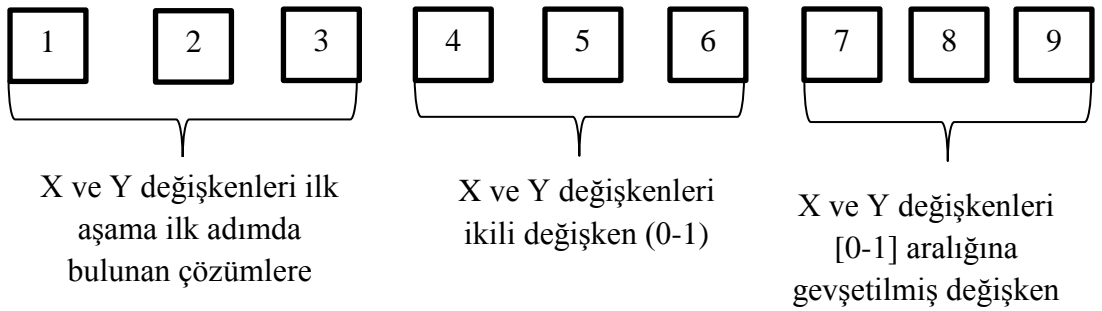 1 2 3 4 5 6 7 8 9
X ve Y değişkenleri ilk
aşama ilk adımda
bulunan çözümlere
X ve Y değişkenleri
ikili değişken (0-1)
X ve Y değişkenleri
[0-1] aralığına
gevşetilmiş değişken